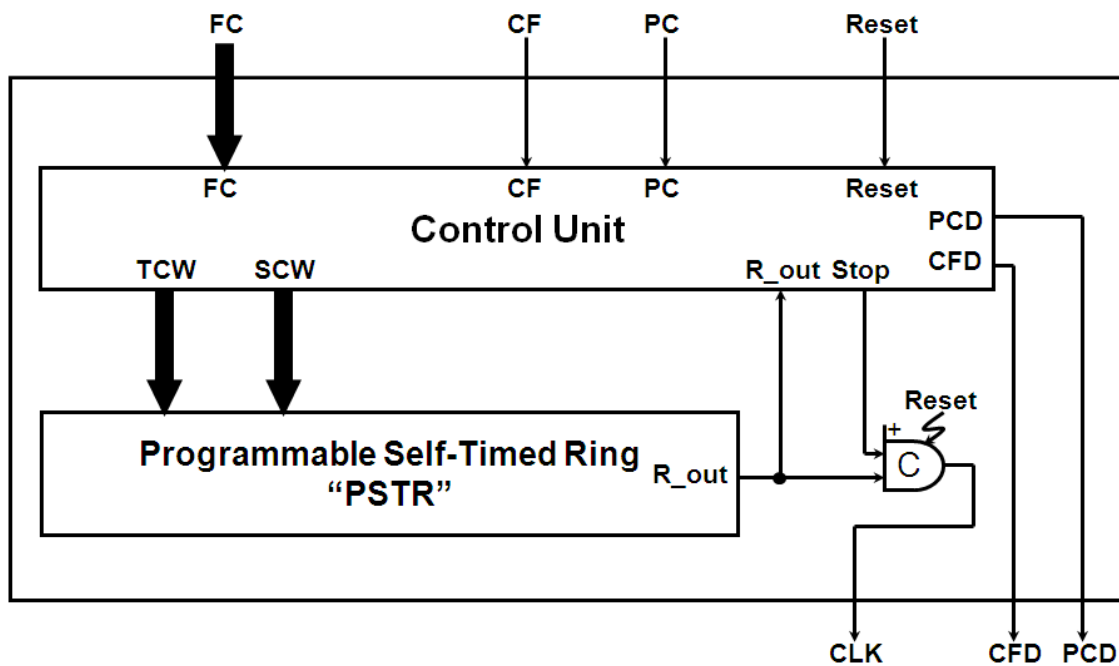 FC CF PC Reset
FC CF PC Reset
Control Unit
PCD
CFD
TCW SCW R_out Stop
Reset
+
C
Programmable Self-Timed Ring
“PSTR”
R_out
CLK CFD PCD